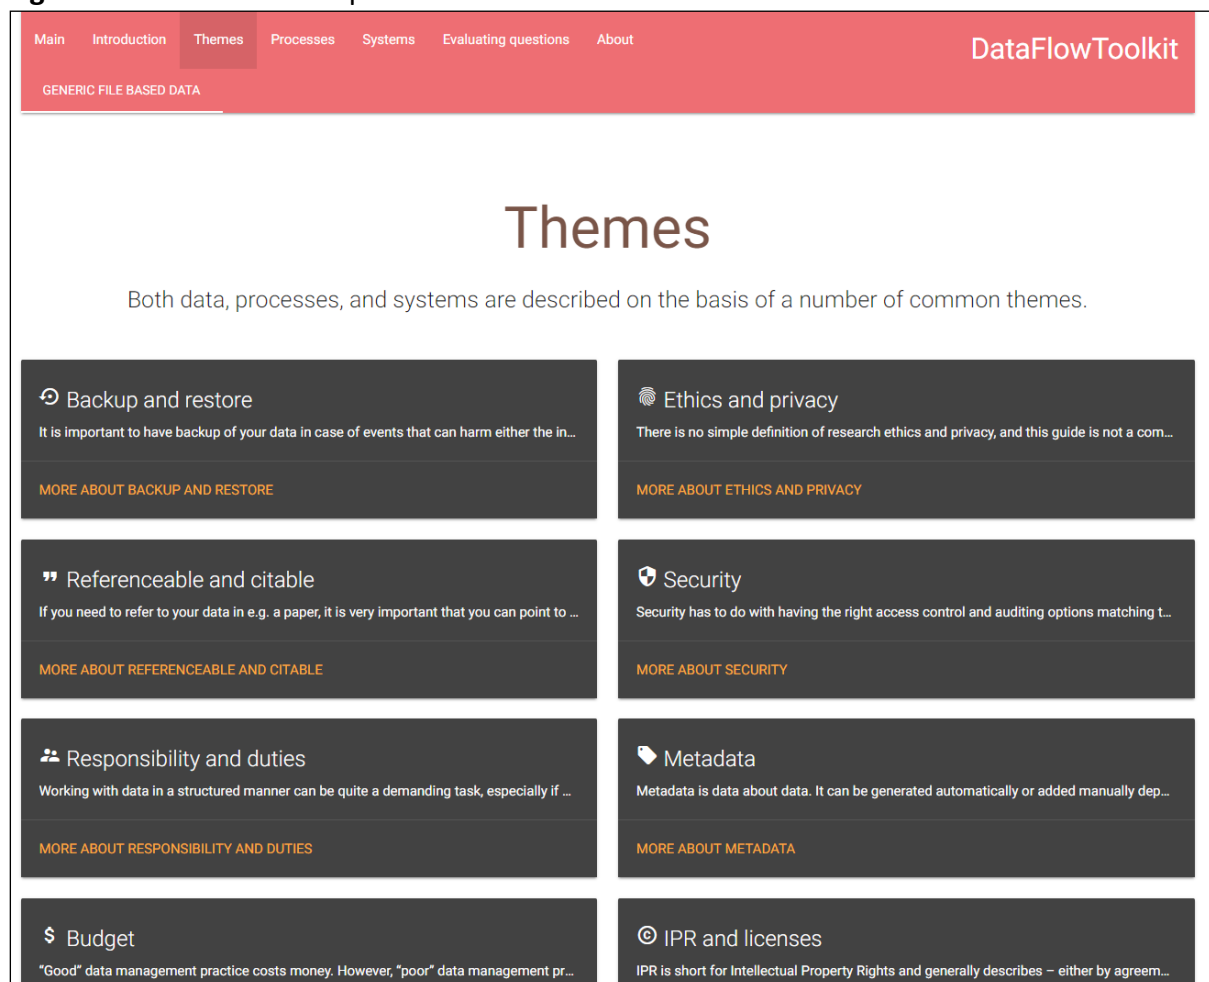 Main Introduction Themes Processes Systems Evaluating questions About
DataFlowToolkit
GENERIC FILE BASED DATA
Themes
Both data, processes, and systems are described on the basis of a number of common themes.
Backup and restore
It is important to have backup of your data in case of events that can harm either the in...
MORE ABOUT BACKUP AND RESTORE
Ethics and privacy
There is no simple definition of research ethics and privacy, and this guide is not a com...
MORE ABOUT ETHICS AND PRIVACY
Referenceable and citable
If you need to refer to your data in e.g. a paper, it is very important that you can point to ...
MORE ABOUT REFERENCEABLE AND CITABLE
Security
Security has to do with having the right access control and auditing options matching t...
MORE ABOUT SECURITY
Responsibility and duties
Working with data in a structured manner can be quite a demanding task, especially if ...
MORE ABOUT RESPONSIBILITY AND DUTIES
Metadata
Metadata is data about data. It can be generated automatically or added manually dep...
MORE ABOUT METADATA
Budget
“Good” data management practice costs money. However, “poor” data management pr...
IPR and licenses
IPR is short for Intellectual Property Rights and generally describes – either by agreem...